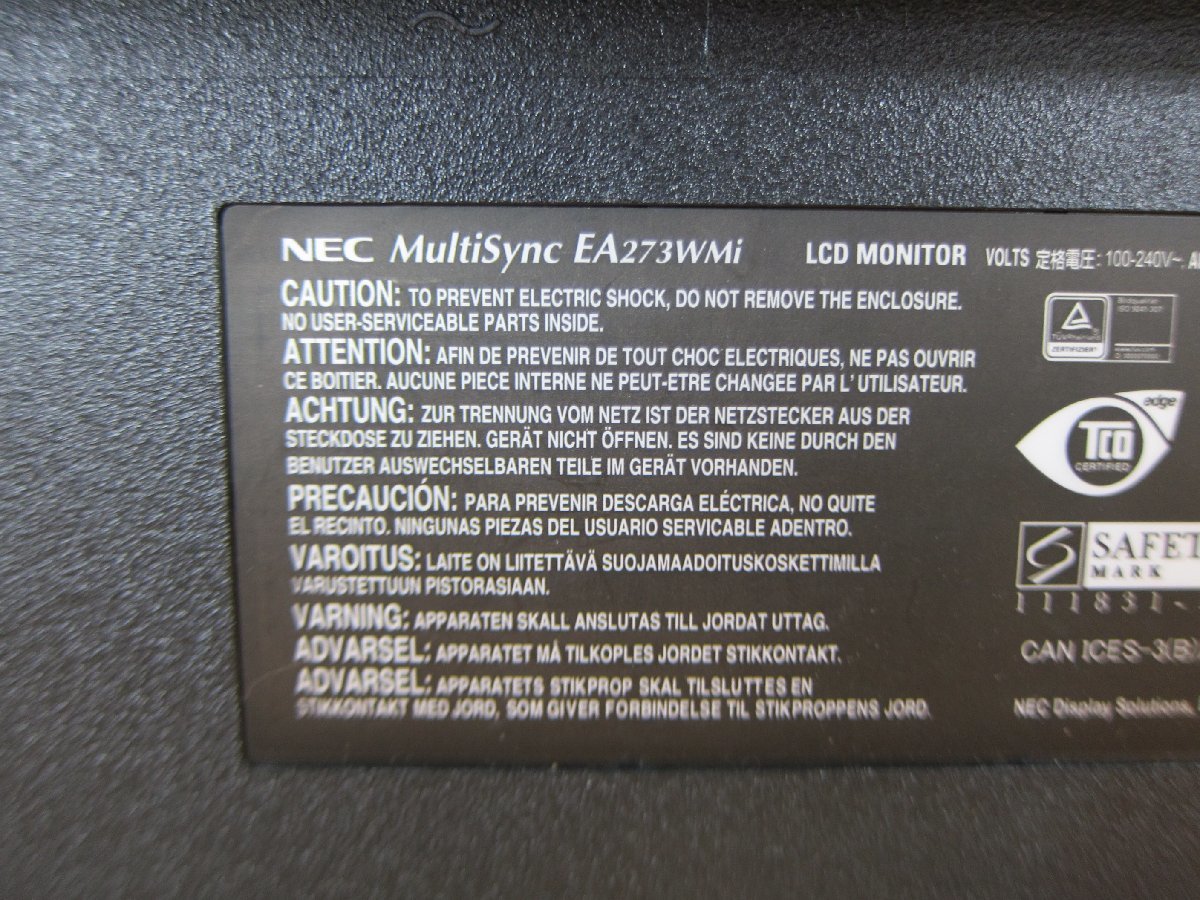 NEC MultiSync EA273WMi LCD MONITOR VOLTS 定格電圧: 100-240V~,
CAUTION: TO PREVENT ELECTRIC SHOCK, DO NOT REMOVE THE ENCLOSURE.
NO USER-SERVICEABLE PARTS INSIDE.
ATTENTION: AFIN DE PREVENIR DE TOUT CHOC ELECTRIQUES, NE PAS OUVRIR
CE BOITIER. AUCUNE PIECE INTERNE NE PEUT-ETRE CHANGEE PAR L'UTILISATEUR.
ACHTUNG: ZUR TRENNUNG VOM NETZ IST DER NETZSTECKER AUS DER
STECKDOSE ZU ZIEHEN. GERÄT NICHT ÖFFNEN. ES SIND KEINE DURCH DEN
BENUTZER AUSWECHSELBAREN TEILE IM GERÄT VORHANDEN.
PRECAUCIÓN: PARA PREVENIR DESCARGA ELÉCTRICA, NO QUITE
EL RECINTO. NINGUNAS PIEZAS DEL USUARIO SERVICABLE ADENTRO.
VAROITUS: LAITE ON LIITETTÄVÄ SUOJAMAADOITUSKOSKETTIMILLA
VARUSTETTUUN PISTORASIAAN.
VARNING: APPARATEN SKALL ANSLUTAS TILL JORDAT UTTAG.
ADVARSEL: APPARATET MÅ TILKOPLES JORDET STIKKONTAKT.
ADVARSEL: APPARATETS STIKPROP SKAL TILSLUTTES EN
STIKKONTAKT MED JORD, SOM GIVER FORBINDELSE TIL STIKPROPPENS JORD.
ZERTIFIZIERT
edge
TCO
CERTIFIED
SAFET
MARK
111831-
CAN ICES-3(B)
NEC Display Solutions,